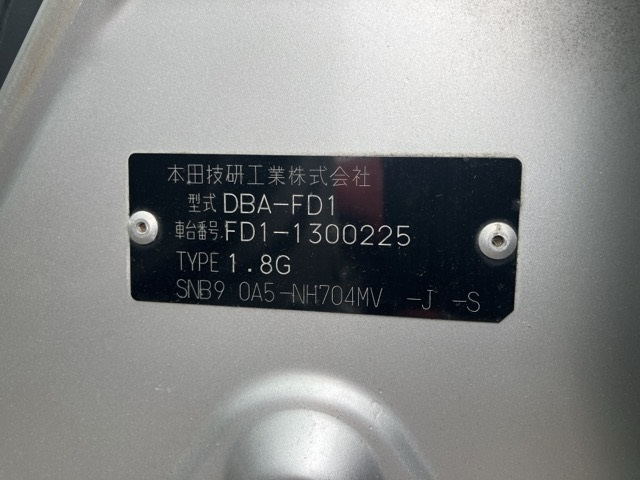 本田技研工業株式会社
型式 DBA-FD1
車台番号 FD1-1300225
TYPE 1.8G
SNB9 0A5-NH704MV -J -S